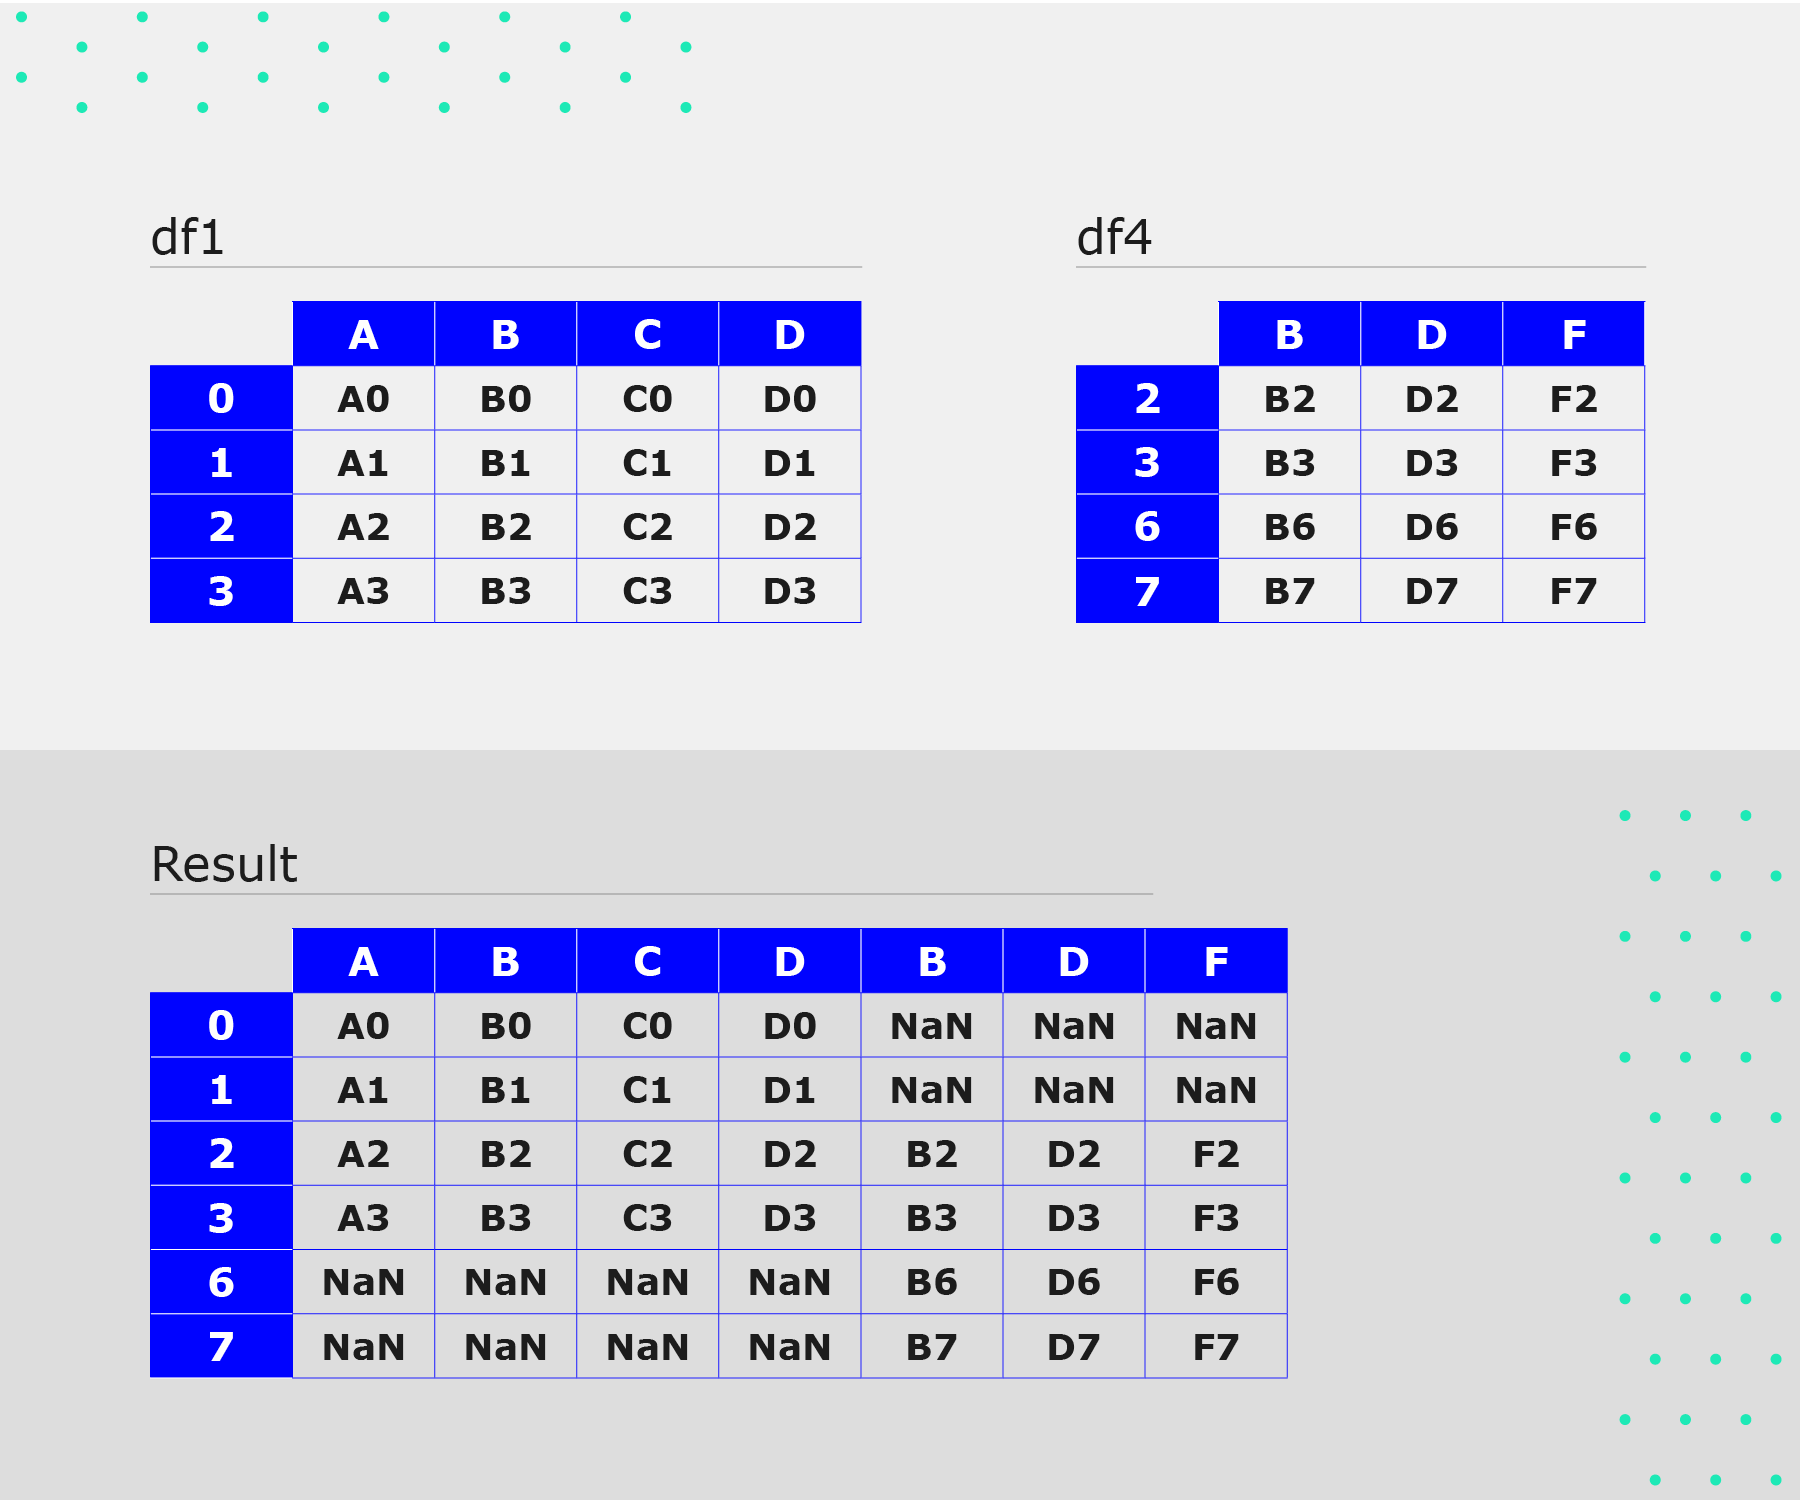 df1
A B C D
0 A0 B0 C0 D0
1 A1 B1 C1 D1
2 A2 B2 C2 D2
3 A3 B3 C3 D3
df4
B D F
2 B2 D2 F2
3 B3 D3 F3
6 B6 D6 F6
7 B7 D7 F7
Result
A B C D B D F
0 A0 B0 C0 D0 NaN NaN NaN
1 A1 B1 C1 D1 NaN NaN NaN
2 A2 B2 C2 D2 B2 D2 F2
3 A3 B3 C3 D3 B3 D3 F3
6 NaN NaN NaN NaN B6 D6 F6
7 NaN NaN NaN NaN B7 D7 F7